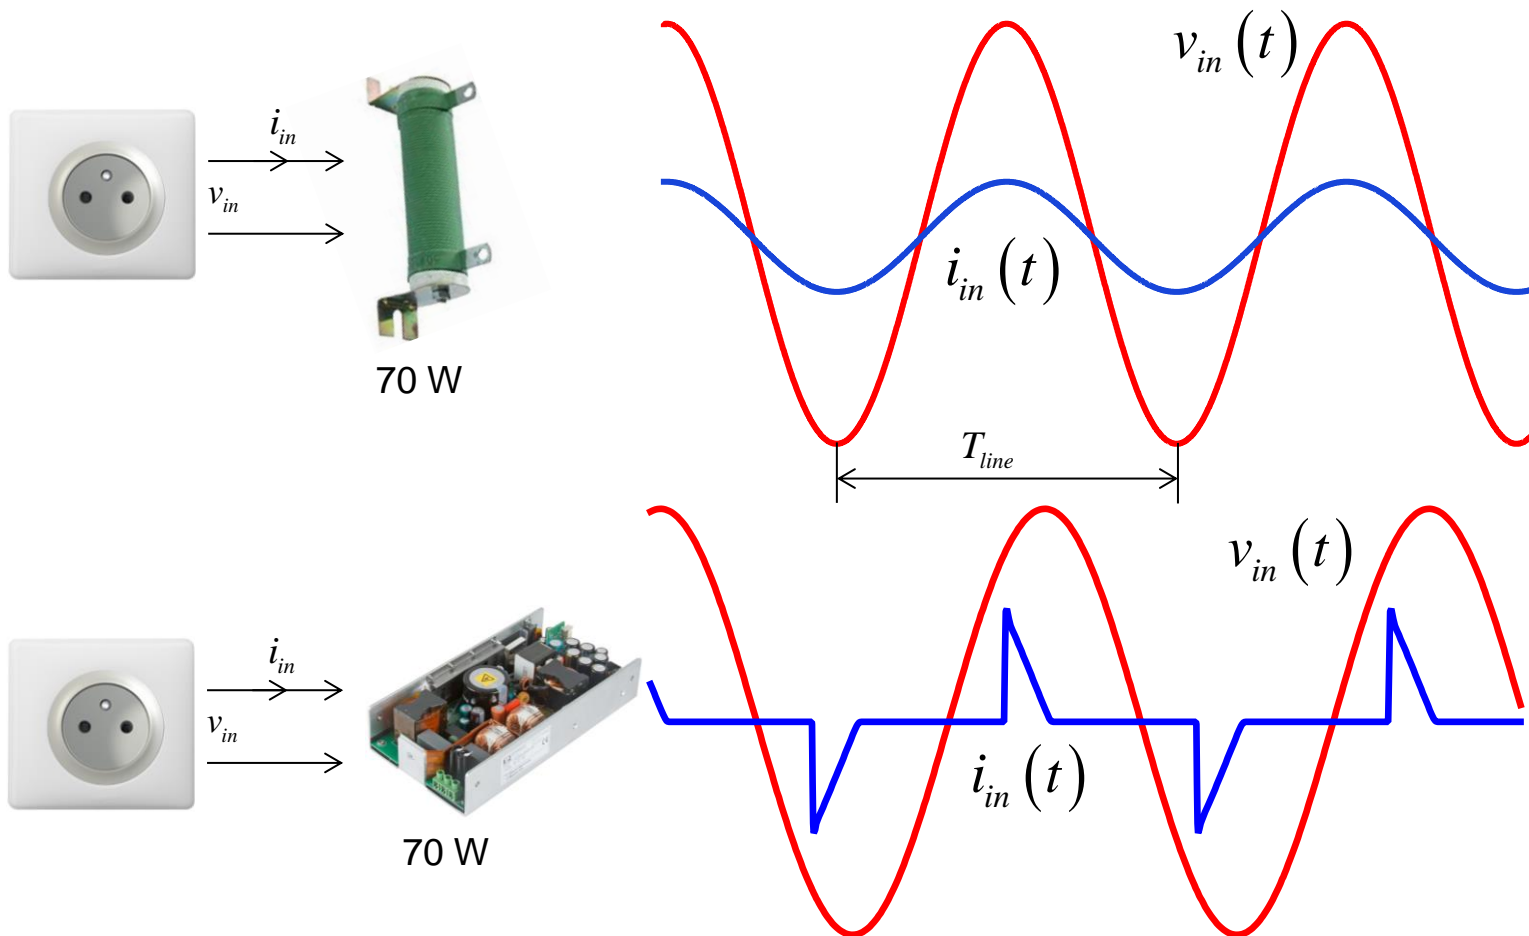 i_in
v_in
70 W
v_in (t)
i_in (t)
T_line
i_in
v_in
70 W
v_in (t)
i_in (t)